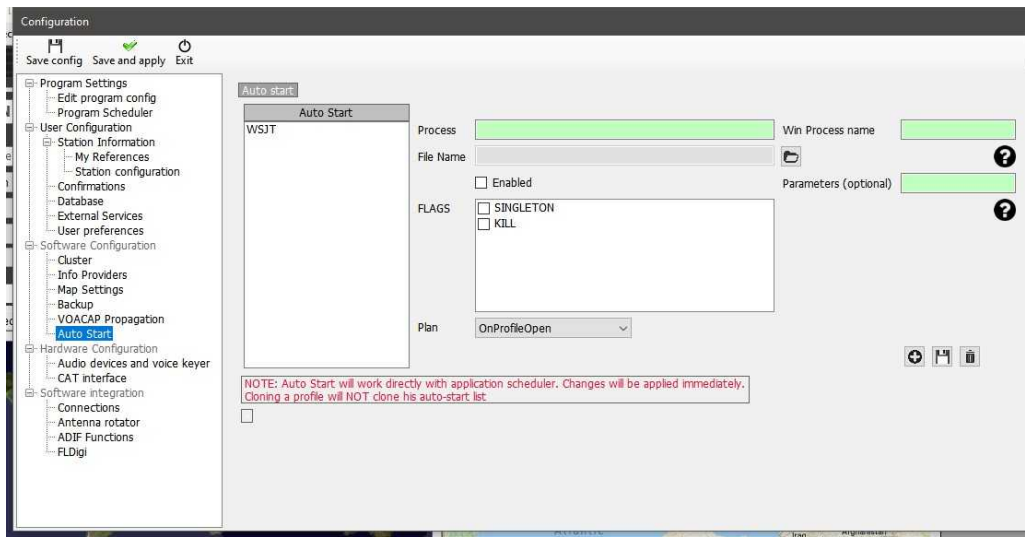 Configuration
Save config Save and apply Exit
Program Settings
Edit program config
Program Scheduler
User Configuration
Station Information
My References
Station configuration
Confirmations
Database
External Services
User preferences
Software Configuration
Cluster
Info Providers
Map Settings
Backup
VOACAP Propagation
Auto Start
Hardware Configuration
Audio devices and voice keyer
CAT interface
Software integration
Connections
Antenna rotator
ADIF Functions
FLDigi
Auto start
Auto Start
WSJT
Process
Win Process name
File Name
?
Enabled
Parameters (optional)
?
FLAGS
SINGLETON
KILL
Plan
OnProfileOpen
NOTE: Auto Start will work directly with application scheduler. Changes will be applied immediately.
Cloning a profile will NOT clone his auto-start list